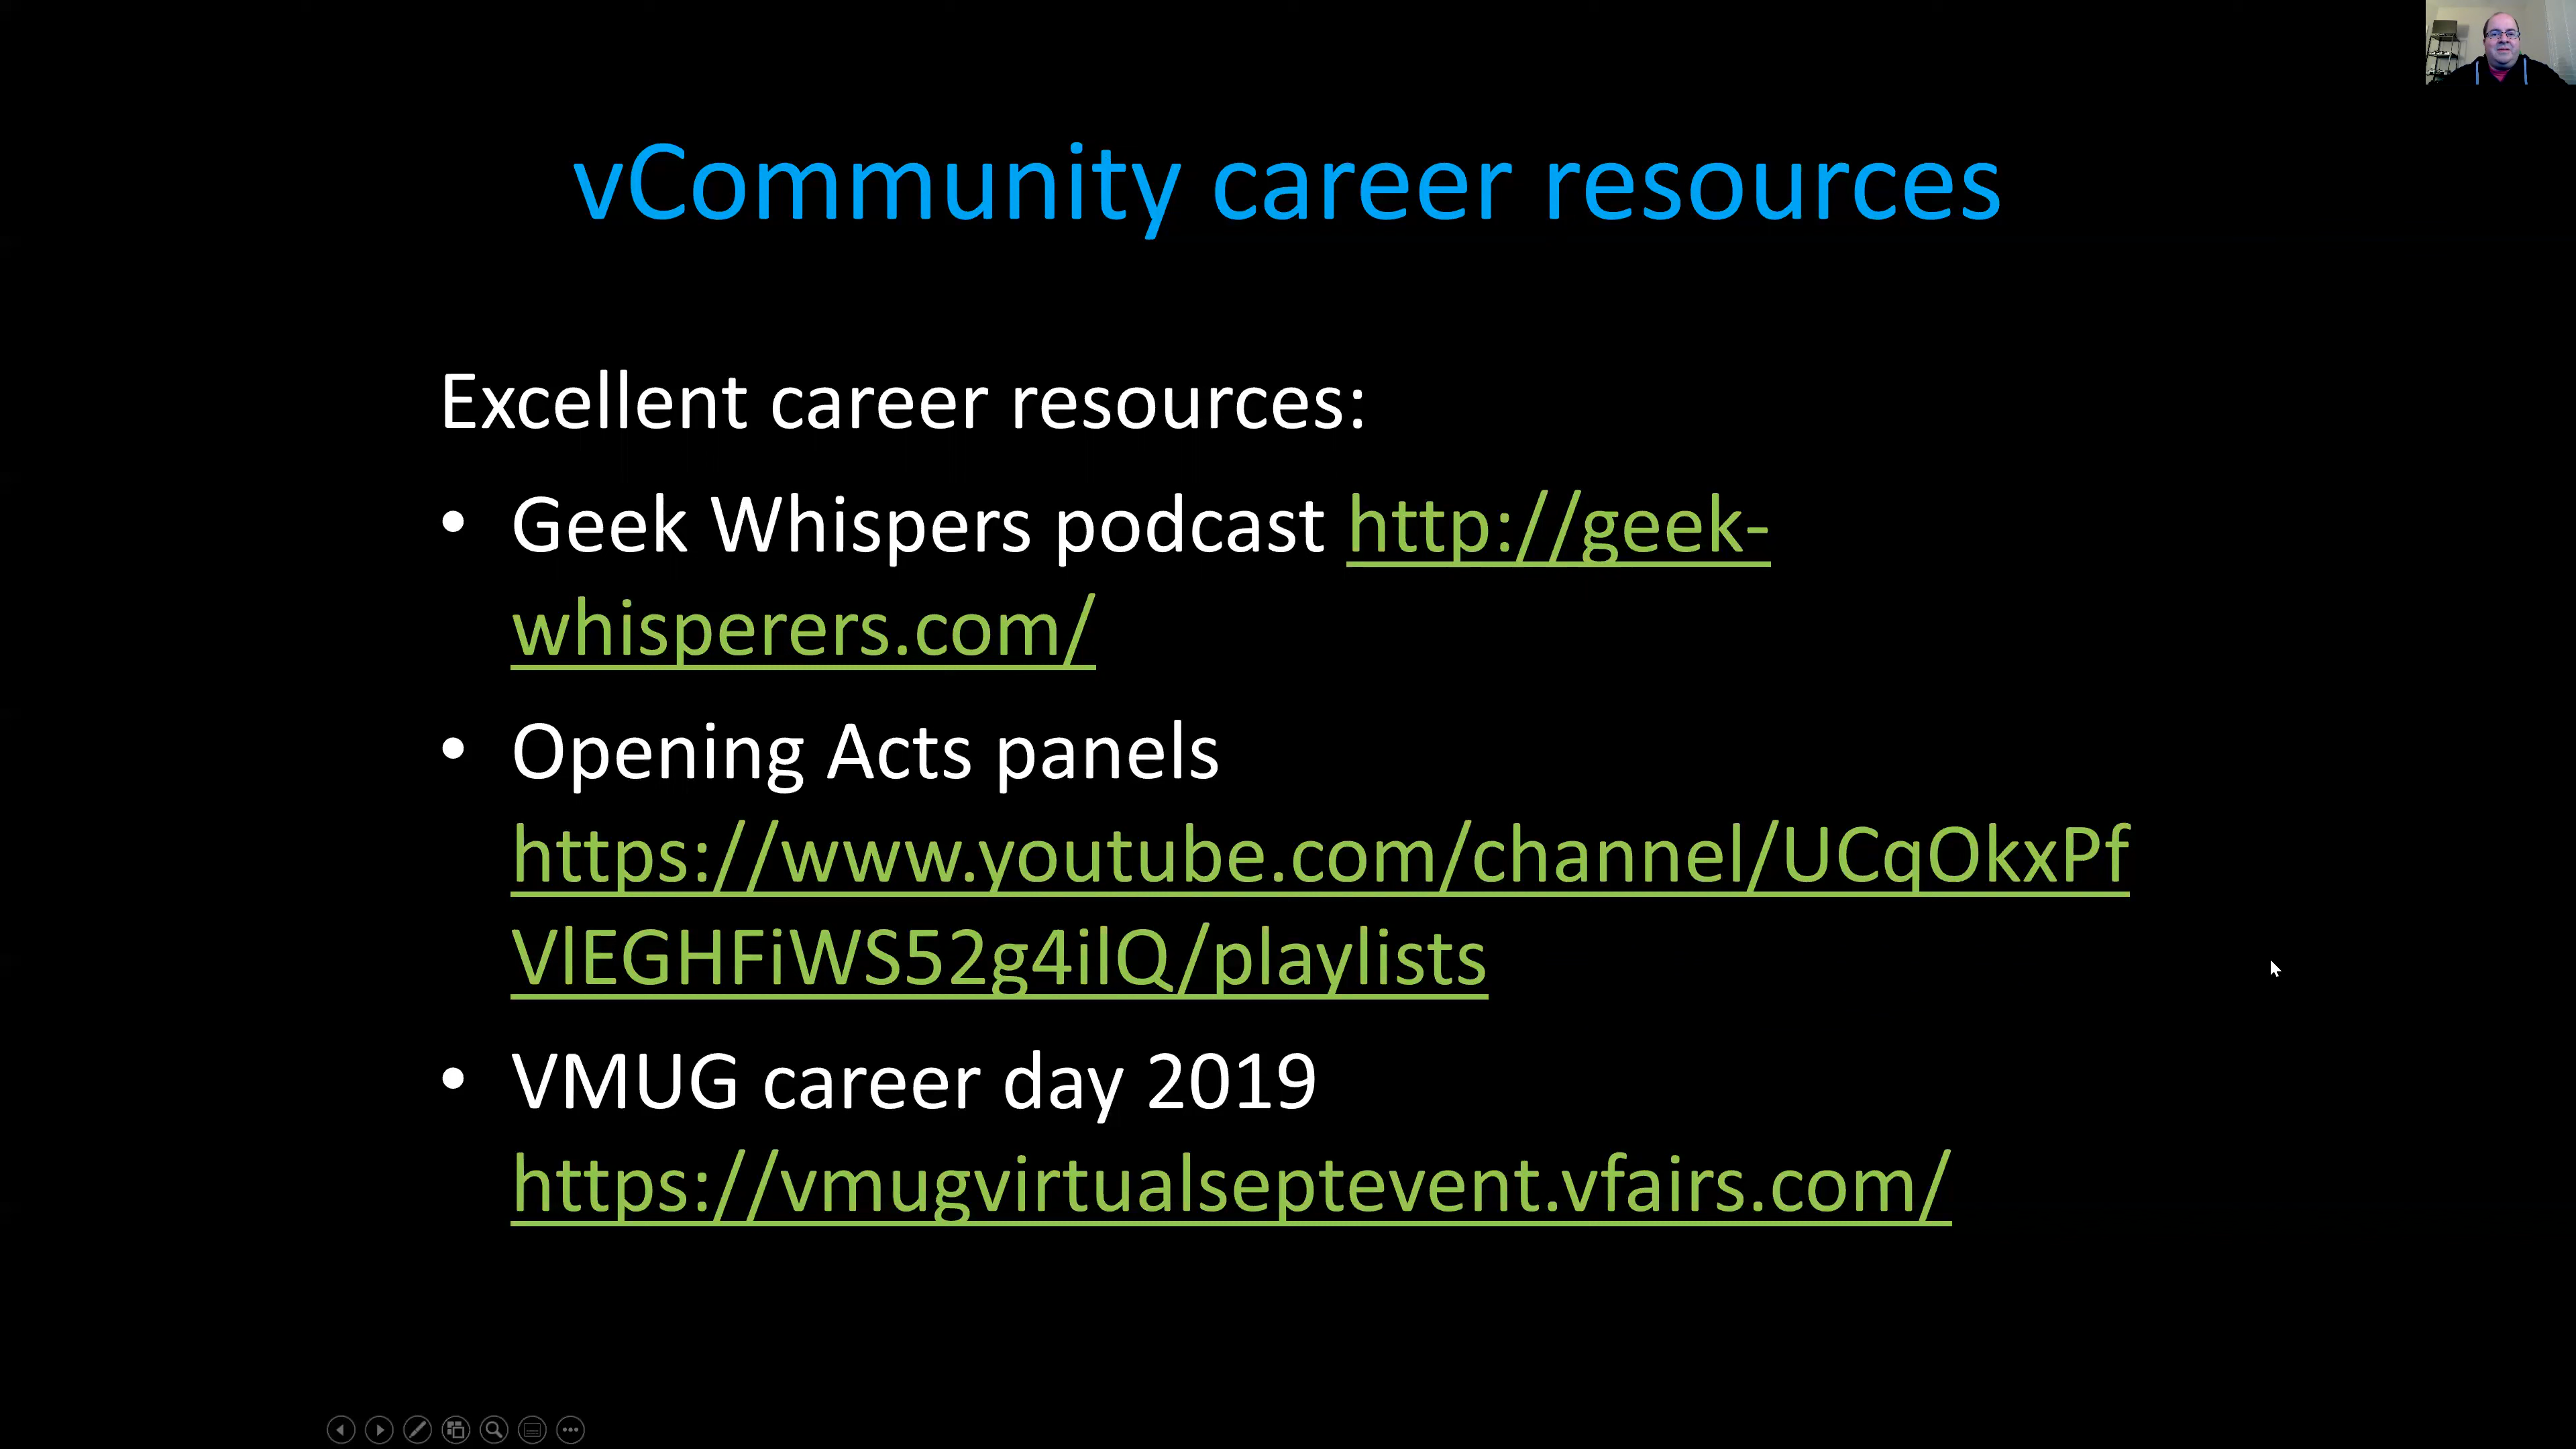 vCommunity career resources
Excellent career resources:
• Geek Whispers podcast http://geek-
whisperers.com/
• Opening Acts panels
https://www.youtube.com/channel/UCqOkxPf
VlEGHFiWS52g4ilQ/playlists
• VMUG career day 2019
https://vmugvirtualseptevent.vfairs.com/